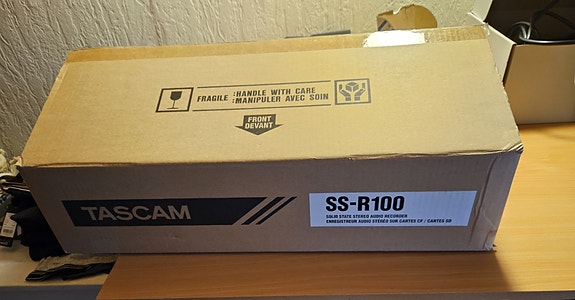 FRAGILE :HANDLE WITH CARE
:MANIPULER AVEC SOIN
FRONT
DEVANT
TASCAM
SS-R100
SOLID STATE STEREO AUDIO RECORDER
ENREGISTREUR AUDIO STÉRÉO SUR CARTES CF / CARTES SD